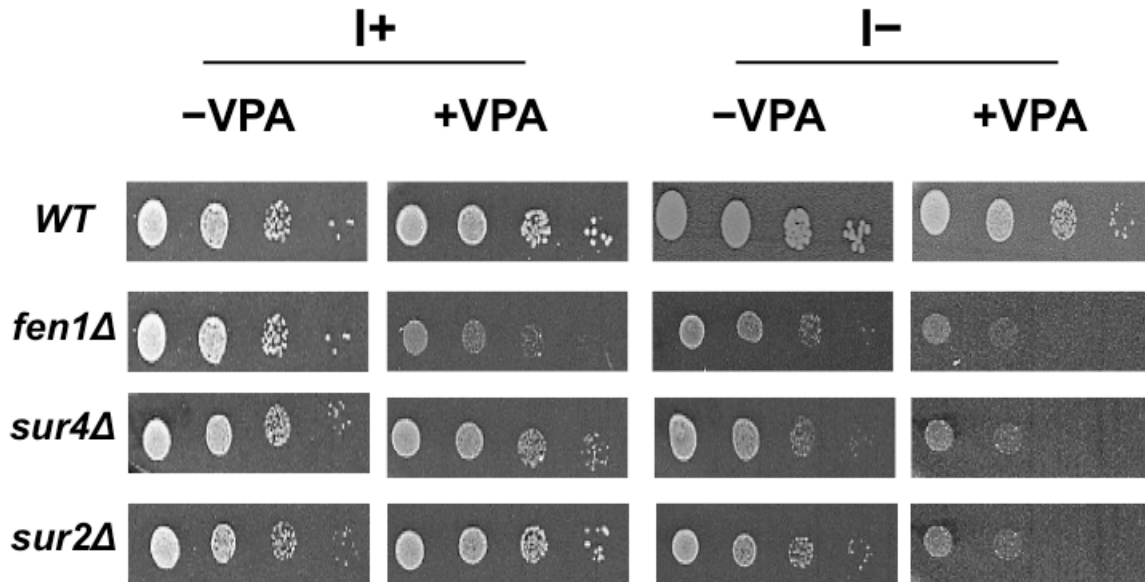 I+ I−
−VPA +VPA −VPA +VPA
WT
fen1Δ
sur4Δ
sur2Δ